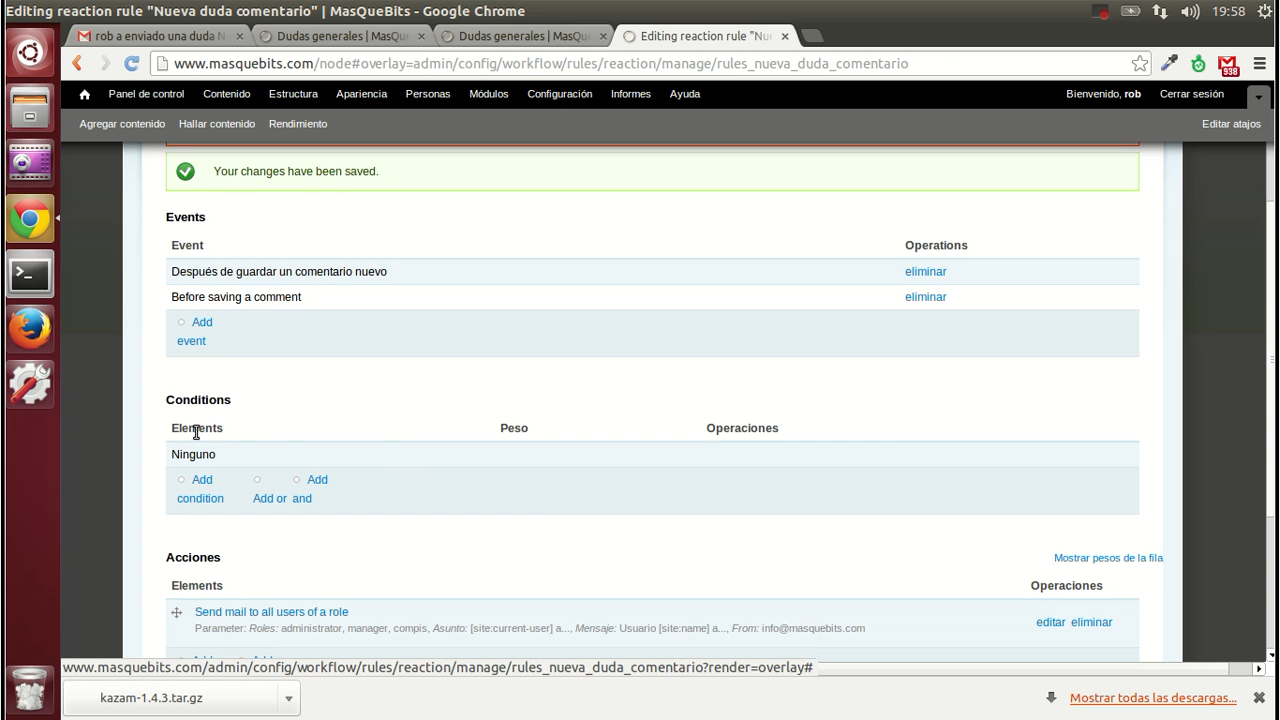 Editing reaction rule "Nueva duda comentario" | MasQueBits - Google Chrome
19:58
rob a enviado una duda N
Dudas generales | MasQu
Dudas generales | MasQu
Editing reaction rule "Nu
www.masquebits.com/node#overlay=admin/config/workflow/rules/reaction/manage/rules_nueva_duda_comentario
938
Panel de control Contenido Estructura Apariencia Personas Módulos Configuración Informes Ayuda
Bienvenido, rob Cerrar sesión
Agregar contenido Hallar contenido Rendimiento
Editar atajos
Your changes have been saved.
Events
Event Operations
Después de guardar un comentario nuevo eliminar
Before saving a comment eliminar
Add
event
Conditions
Elements Peso Operaciones
Ninguno
Add Add
condition Add or and
Acciones Mostrar pesos de la fila
Elements Operaciones
Send mail to all users of a role
editar eliminar
Parameter: Roles: administrator, manager, compis, Asunto: [site:current-user] a..., Mensaje: Usuario [site:name] a..., From: info@masquebits.com
www.masquebits.com/admin/config/workflow/rules/reaction/manage/rules_nueva_duda_comentario?render=overlay#
kazam-1.4.3.tar.gz
Mostrar todas las descargas...